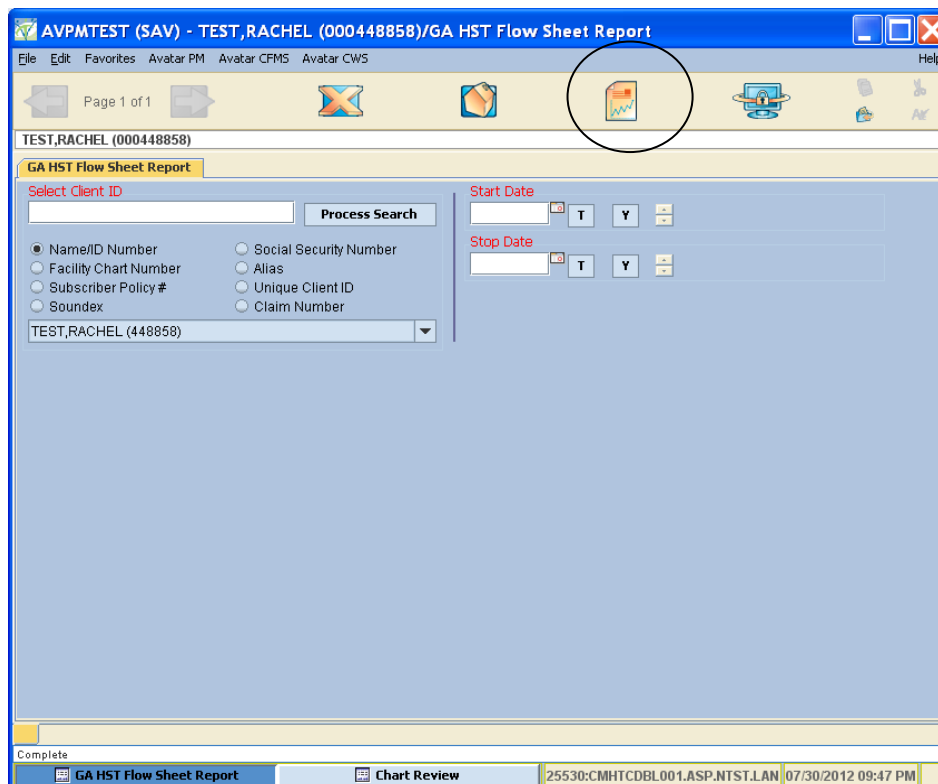 AVPMTEST (SAV) - TEST,RACHEL (000448858)/GA HST Flow Sheet Report
File Edit Favorites Avatar PM Avatar CFMS Avatar CWS Help
Page 1 of 1
TEST,RACHEL (000448858)
GA HST Flow Sheet Report
Select Client ID
Process Search
Name/ID Number Social Security Number
Facility Chart Number Alias
Subscriber Policy # Unique Client ID
Soundex Claim Number
TEST,RACHEL (448858)
Start Date
T Y
Stop Date
T Y
Complete
GA HST Flow Sheet Report Chart Review 25530:CMHTCDBL001.ASP.NTST.LAN 07/30/2012 09:47 PM